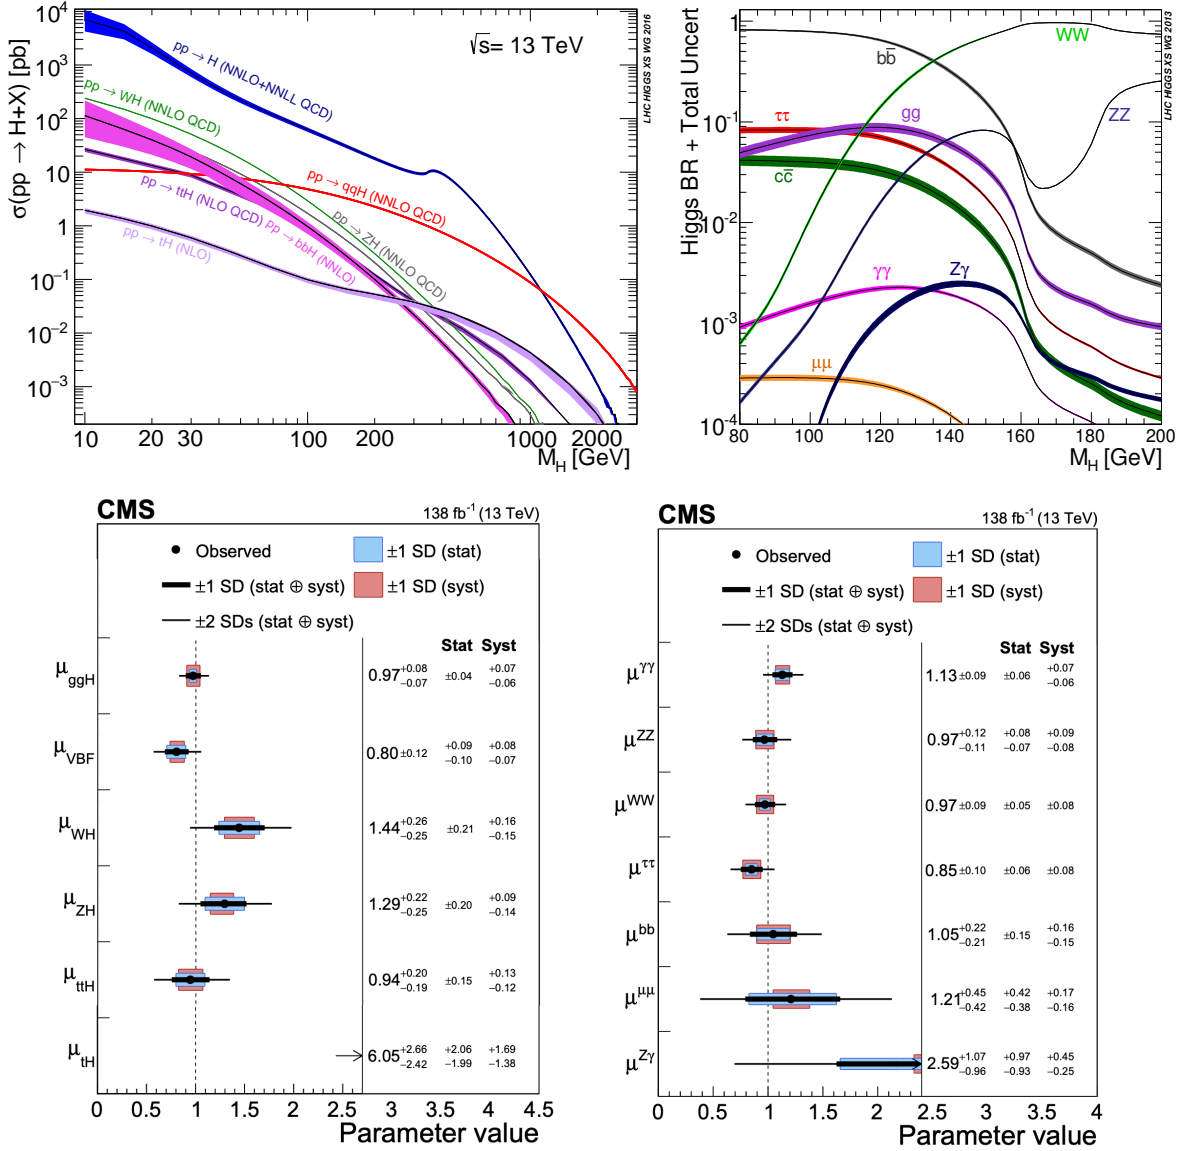 σ(pp → H+X) [pb]
10⁴
10³
10²
10
1
10⁻¹
10⁻²
10⁻³
√s= 13 TeV
LHC HIGGS XS WG 2016
pp → H (NNLO+NNLL QCD)
pp → WH (NNLO QCD)
pp → qqH (NNLO QCD)
pp → ttH (NLO QCD)
pp → ZH (NNLO QCD)
pp → bbH (NNLO)
pp → tH (NLO)
10 20 30 100 200 1000 2000
M_H [GeV]
Higgs BR + Total Uncert
1
10⁻¹
10⁻²
10⁻³
10⁻⁴
LHC HIGGS XS WG 2013
WW
bb̄
ττ
gg
ZZ
cc̄
γγ
Zγ
μμ
80 100 120 140 160 180 200
M_H [GeV]
CMS
138 fb⁻¹ (13 TeV)
Observed
±1 SD (stat)
±1 SD (stat ⊕ syst)
±1 SD (syst)
±2 SDs (stat ⊕ syst)
Stat Syst
μ_ggH 0.97 +0.08 −0.07 ±0.04 +0.07 −0.06
μ_VBF 0.80 ±0.12 +0.09 −0.10 +0.08 −0.07
μ_WH 1.44 +0.26 −0.25 ±0.21 +0.16 −0.15
μ_ZH 1.29 +0.22 −0.25 ±0.20 +0.09 −0.14
μ_ttH 0.94 +0.20 −0.19 ±0.15 +0.13 −0.12
μ_tH 6.05 +2.66 −2.42 +2.06 −1.99 +1.69 −1.38
0 0.5 1 1.5 2 2.5 3 3.5 4 4.5
Parameter value
CMS
138 fb⁻¹ (13 TeV)
Observed
±1 SD (stat)
±1 SD (stat ⊕ syst)
±1 SD (syst)
±2 SDs (stat ⊕ syst)
Stat Syst
μ^γγ 1.13 ±0.09 ±0.06 +0.07 −0.06
μ^ZZ 0.97 +0.12 −0.11 +0.08 −0.07 +0.09 −0.08
μ^WW 0.97 ±0.09 ±0.05 ±0.08
μ^ττ 0.85 ±0.10 ±0.06 ±0.08
μ^bb 1.05 +0.22 −0.21 ±0.15 +0.16 −0.15
μ^μμ 1.21 +0.45 −0.42 +0.42 −0.38 +0.17 −0.16
μ^Zγ 2.59 +1.07 −0.96 +0.97 −0.93 +0.45 −0.25
0 0.5 1 1.5 2 2.5 3 3.5 4
Parameter value